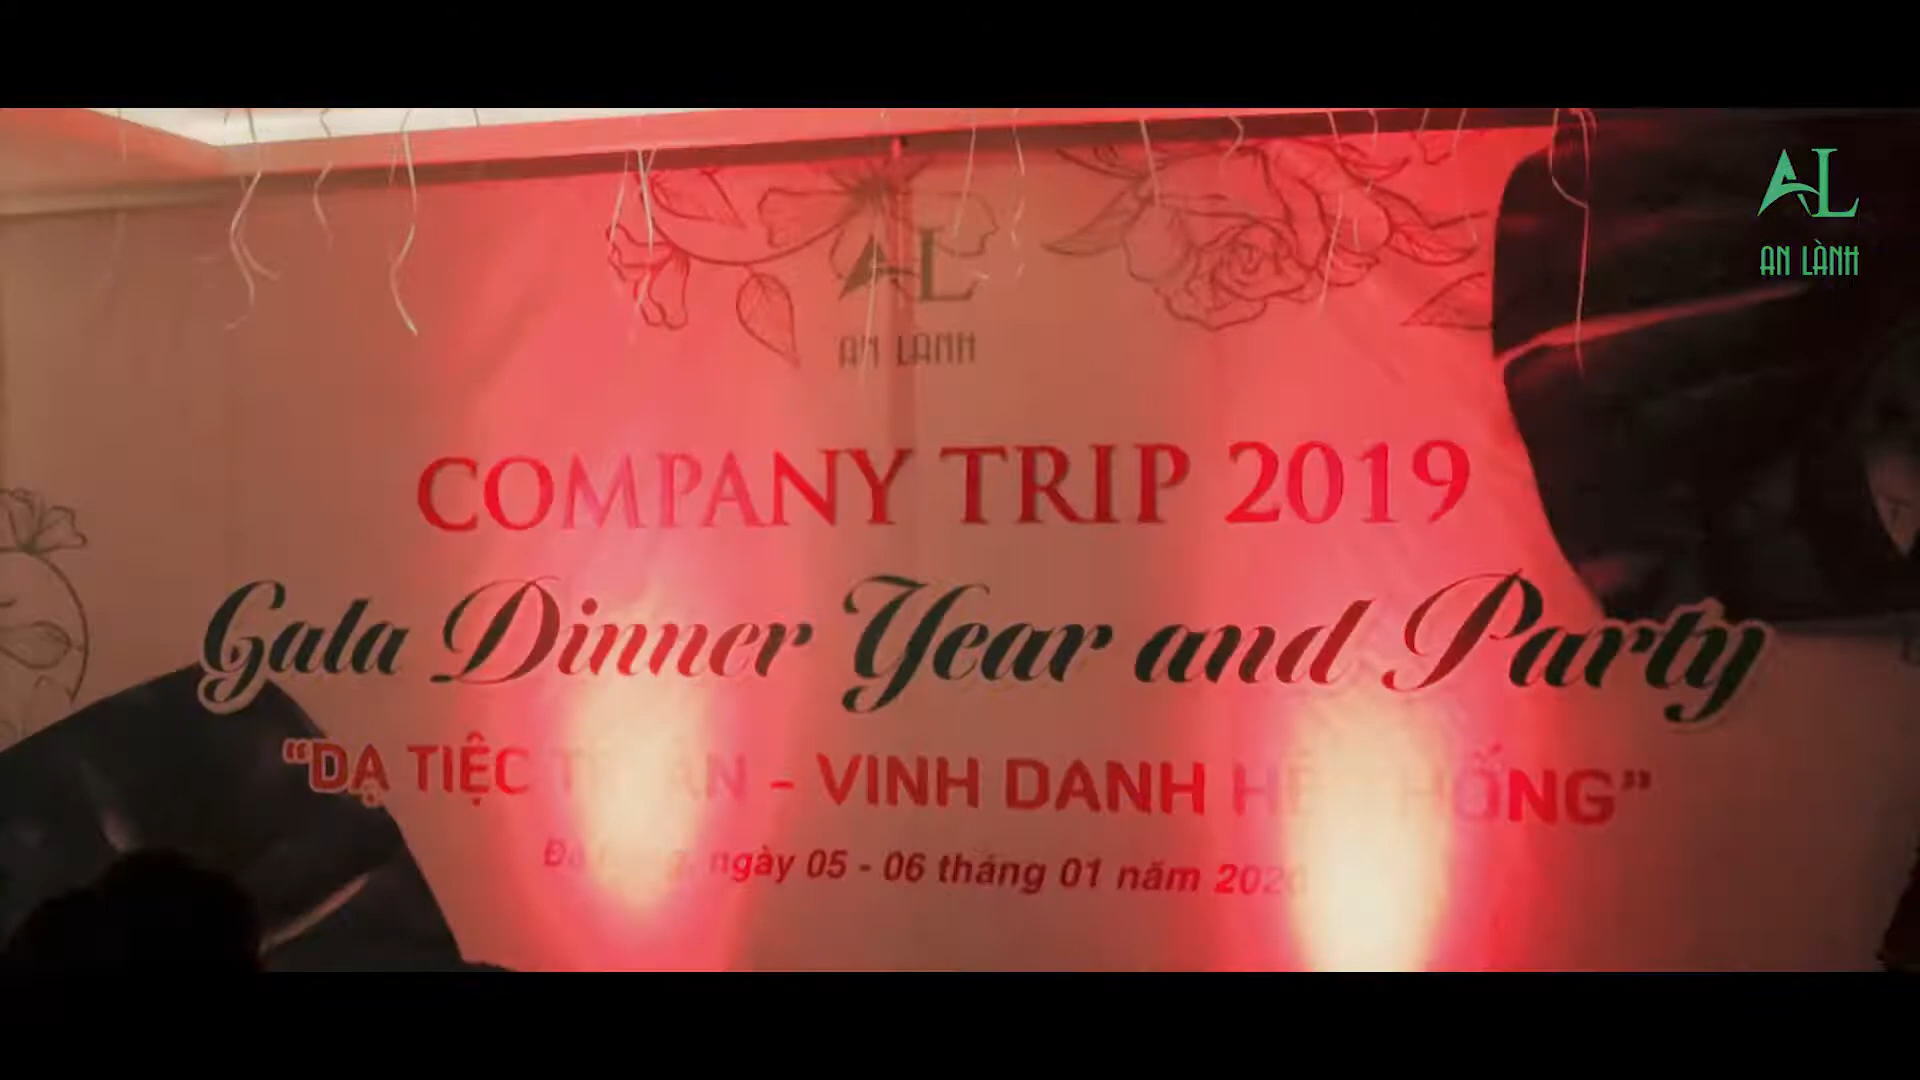 AL
AN LÀNH
AL
AN LÀNH
COMPANY TRIP 2019
Gala Dinner Year and Party
“DẠ TIỆC - VINH DANH
ngày 05 - 06 tháng 01 năm 2020